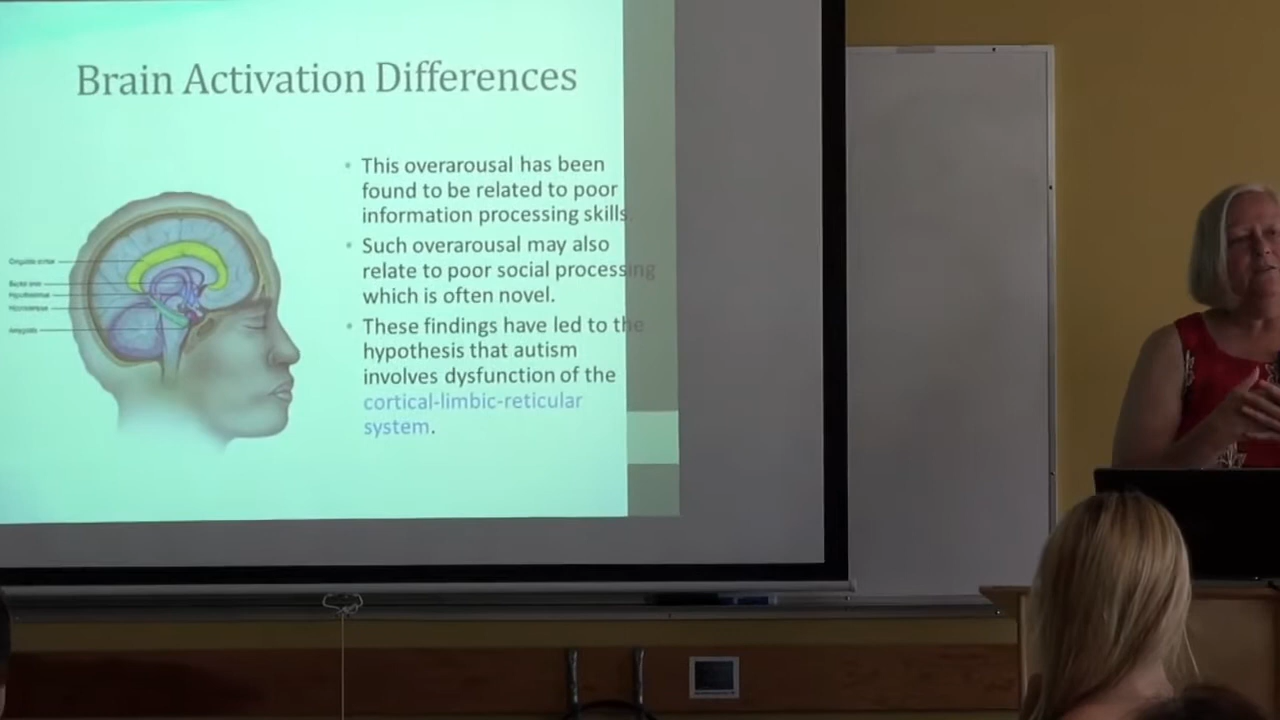 Brain Activation Differences
• This overarousal has been
found to be related to poor
information processing skills.
• Such overarousal may also
relate to poor social processing
which is often novel.
• These findings have led to the
hypothesis that autism
involves dysfunction of the
cortical-limbic-reticular
system.